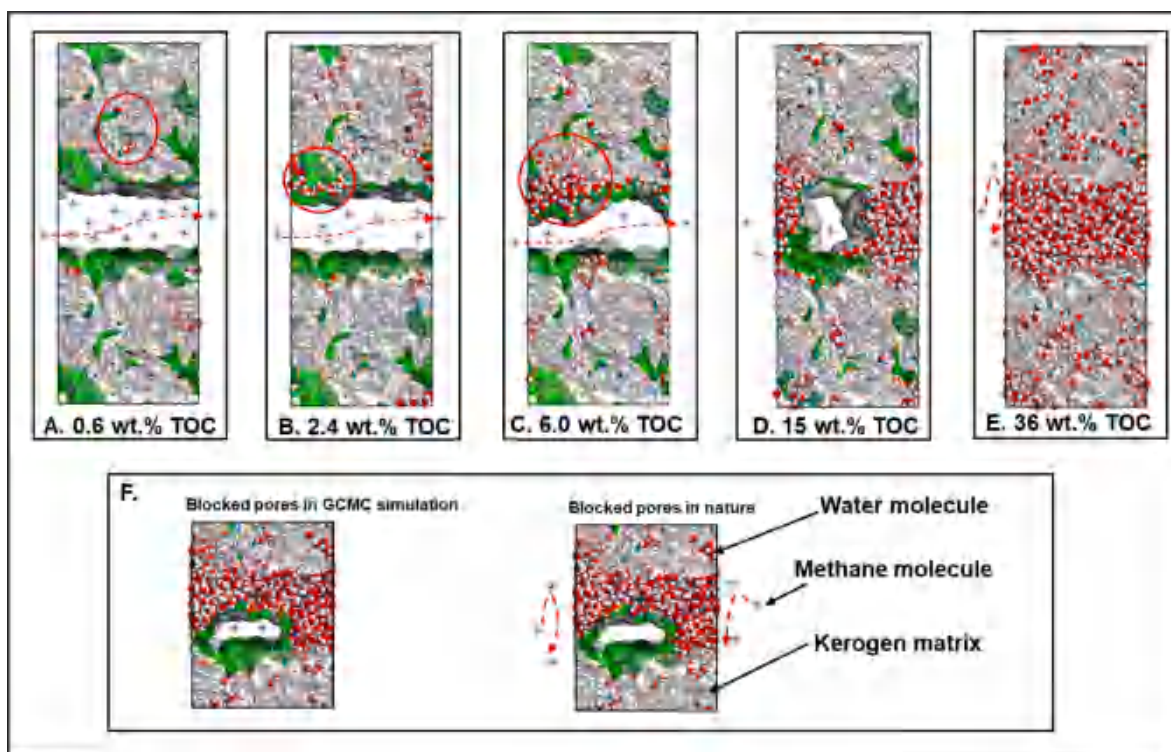 A. 0.6 wt.% TOC
B. 2.4 wt.% TOC
C. 6.0 wt.% TOC
D. 15 wt.% TOC
E. 36 wt.% TOC
F.
Blocked pores in GCMC simulation
Blocked pores in nature
Water molecule
Methane molecule
Kerogen matrix